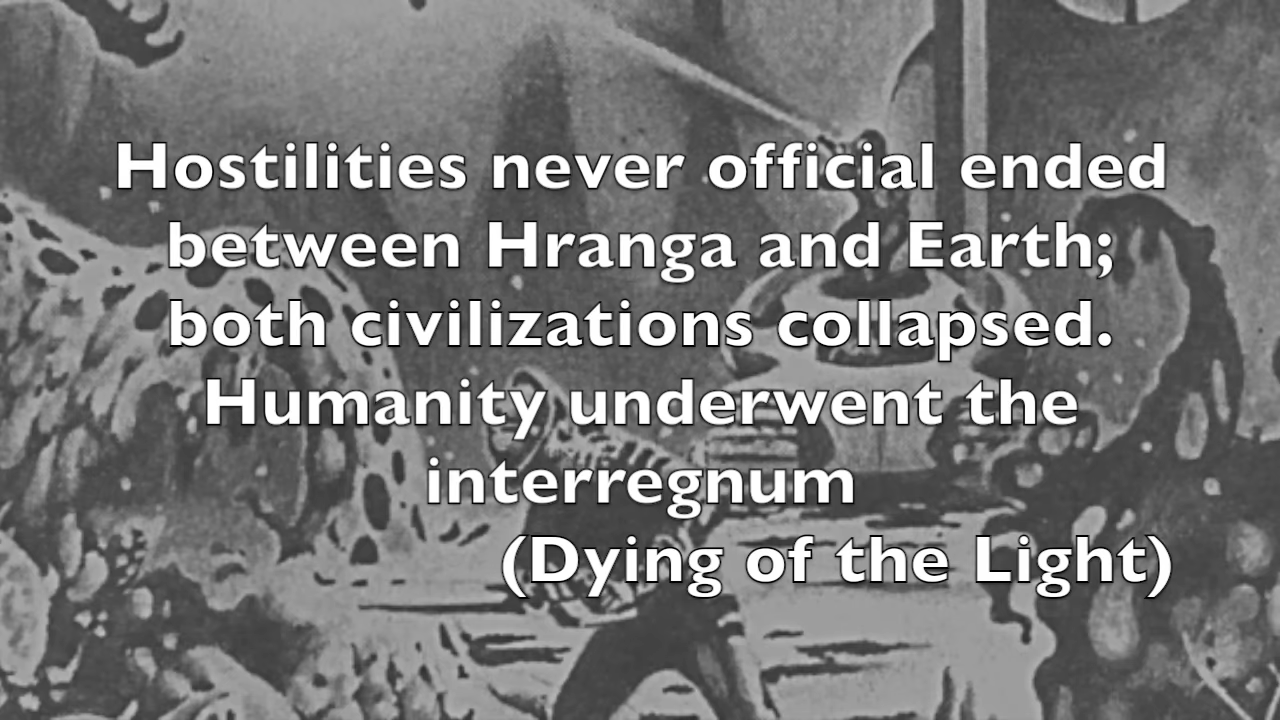 Hostilities never official ended
between Hranga and Earth;
both civilizations collapsed.
Humanity underwent the
interregnum
(Dying of the Light)